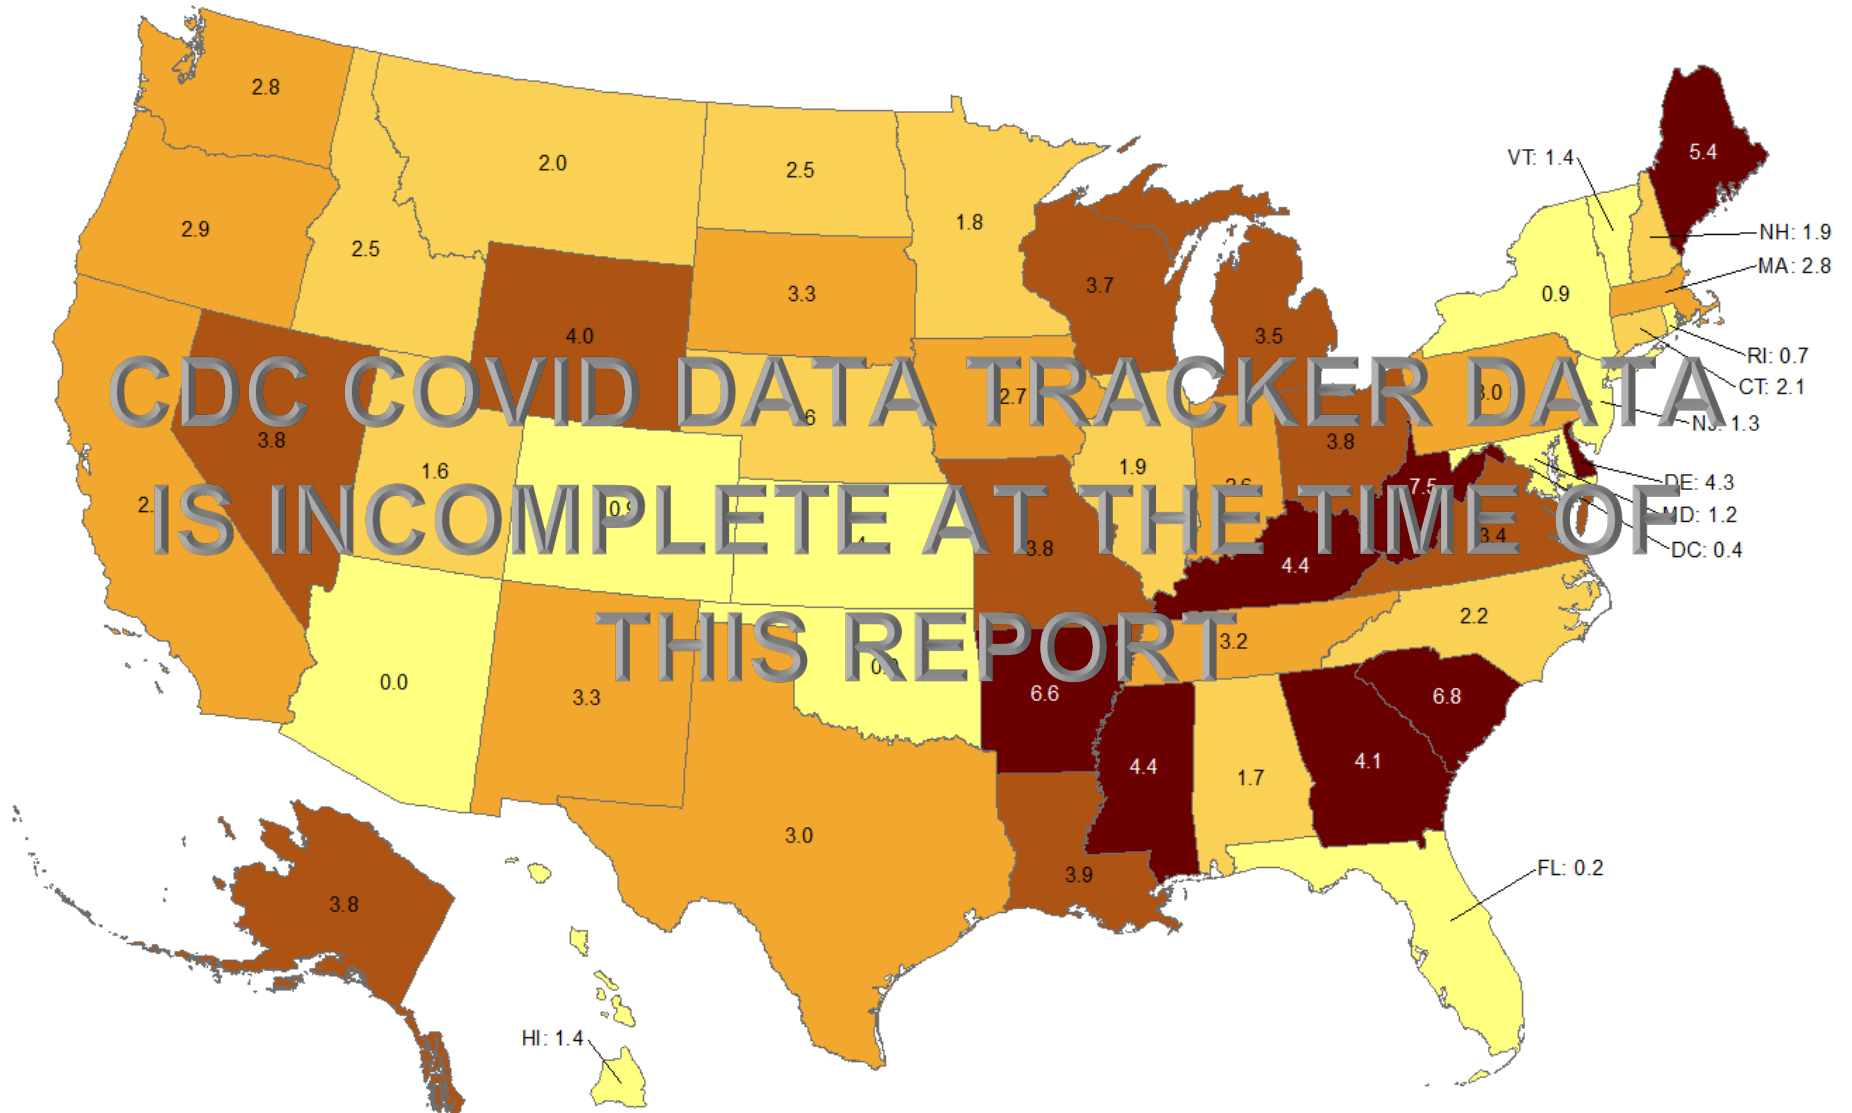 2.8
VT: 1.4
5.4
2.0
2.5
2.9
2.5
1.8
NH: 1.9
MA: 2.8
3.3
3.7
0.9
4.0
3.5
RI: 0.7
CDC COVID DATA TRACKER DATA
2.7
CT: 2.1
NJ: 1.3
3.8
3.8
1.6
1.9
7.5
DE: 4.3
IS INCOMPLETE AT THE TIME OF
MD: 1.2
3.8
3.4
DC: 0.4
4.4
2.2
THIS REPORT
3.2
0.0
3.3
6.6
6.8
4.4
4.1
1.7
3.0
3.9
FL: 0.2
3.8
HI: 1.4